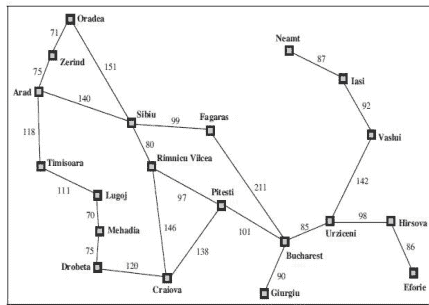 Oradea
71
Neamt
Zerind
87
151
75
Iasi
Arad
140
92
Sibiu
99
Fagaras
118
Vaslui
80
Timisoara
Rimnicu Vilcea
111
211
142
Lugoj
97
Pitesti
70
98
85
Hirsova
146
101
Urziceni
Mehadia
138
86
75
Bucharest
Drobeta
120
90
Craiova
Eforie
Giurgiu